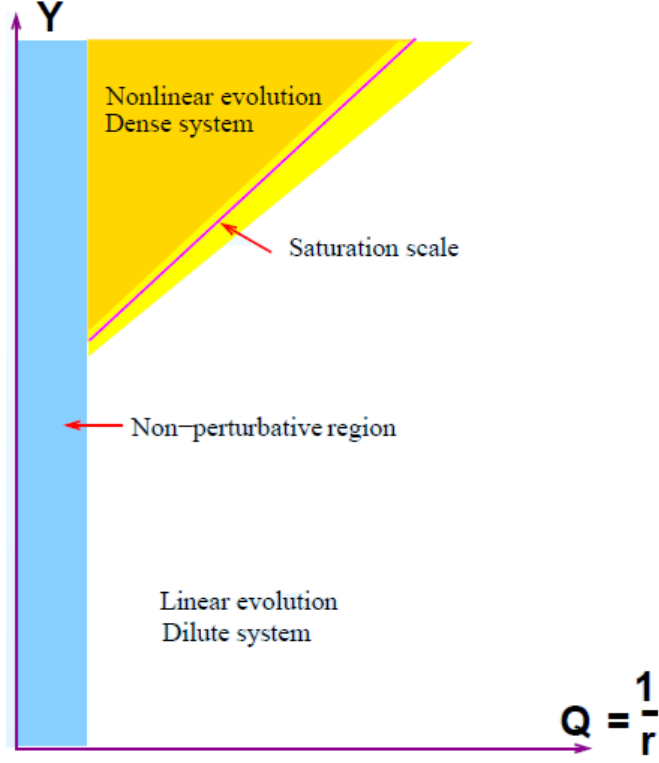 Y
Nonlinear evolution
Dense system
Saturation scale
Non−perturbative region
Linear evolution
Dilute system
Q = 1/r